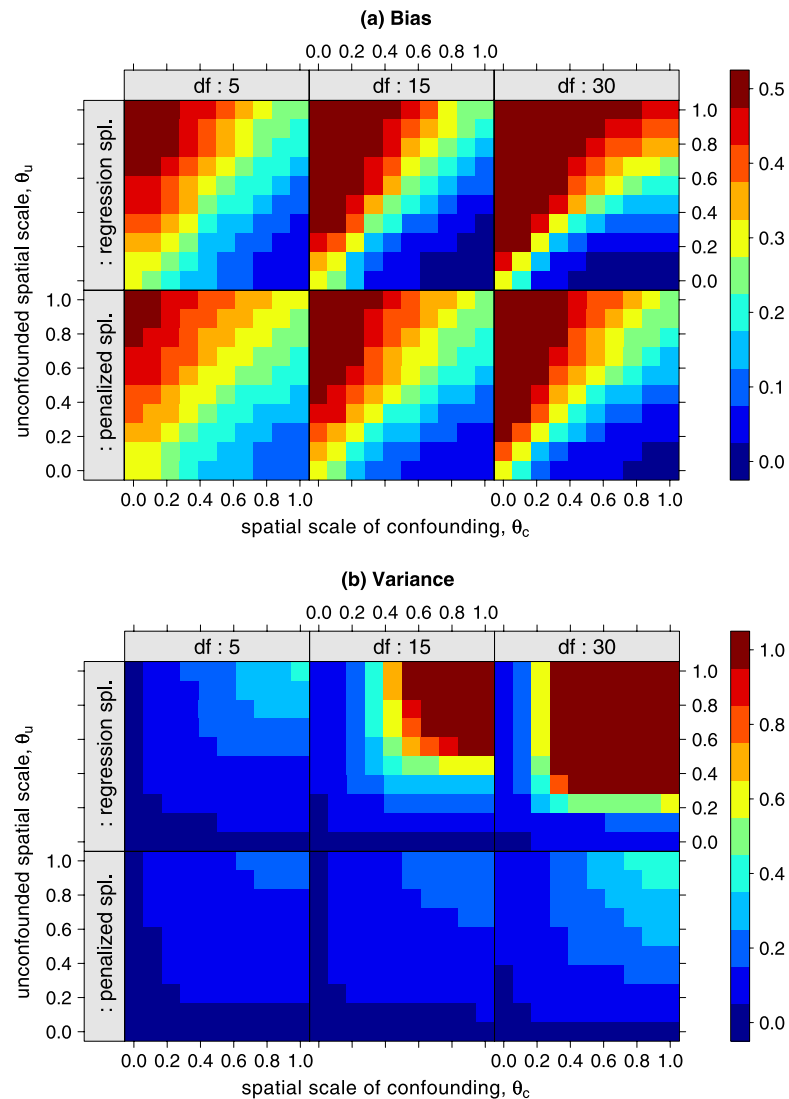 (a) Bias
0.0 0.2 0.4 0.6 0.8 1.0
df : 5 df : 15 df : 30
unconfounded spatial scale, θu
: regression spl.
1.0
0.8
0.6
0.4
0.2
0.0
: penalized spl.
1.0
0.8
0.6
0.4
0.2
0.0
0.5
0.4
0.3
0.2
0.1
0.0
0.0 0.2 0.4 0.6 0.8 1.0 0.0 0.2 0.4 0.6 0.8 1.0
spatial scale of confounding, θc
(b) Variance
0.0 0.2 0.4 0.6 0.8 1.0
df : 5 df : 15 df : 30
unconfounded spatial scale, θu
: regression spl.
1.0
0.8
0.6
0.4
0.2
0.0
: penalized spl.
1.0
0.8
0.6
0.4
0.2
0.0
1.0
0.8
0.6
0.4
0.2
0.0
0.0 0.2 0.4 0.6 0.8 1.0 0.0 0.2 0.4 0.6 0.8 1.0
spatial scale of confounding, θc